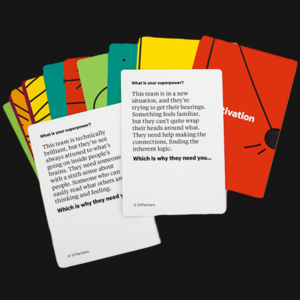 What is your superpower?
This team is technically
brilliant, but they're not
always attuned to what's
going on inside people's
brains. They need someone
with a sixth sense about
people. Someone who can
easily read what others are
thinking and feeling.
Which is why they need you...
© SYPartners
What is your superpower?
This team is in a new
situation, and they're
trying to get their bearings.
Something feels familiar,
but they can't quite wrap
their heads around what.
They need help making the
connections, finding the
inherent logic.
Which is why they need you...
© SYPartners
tivation